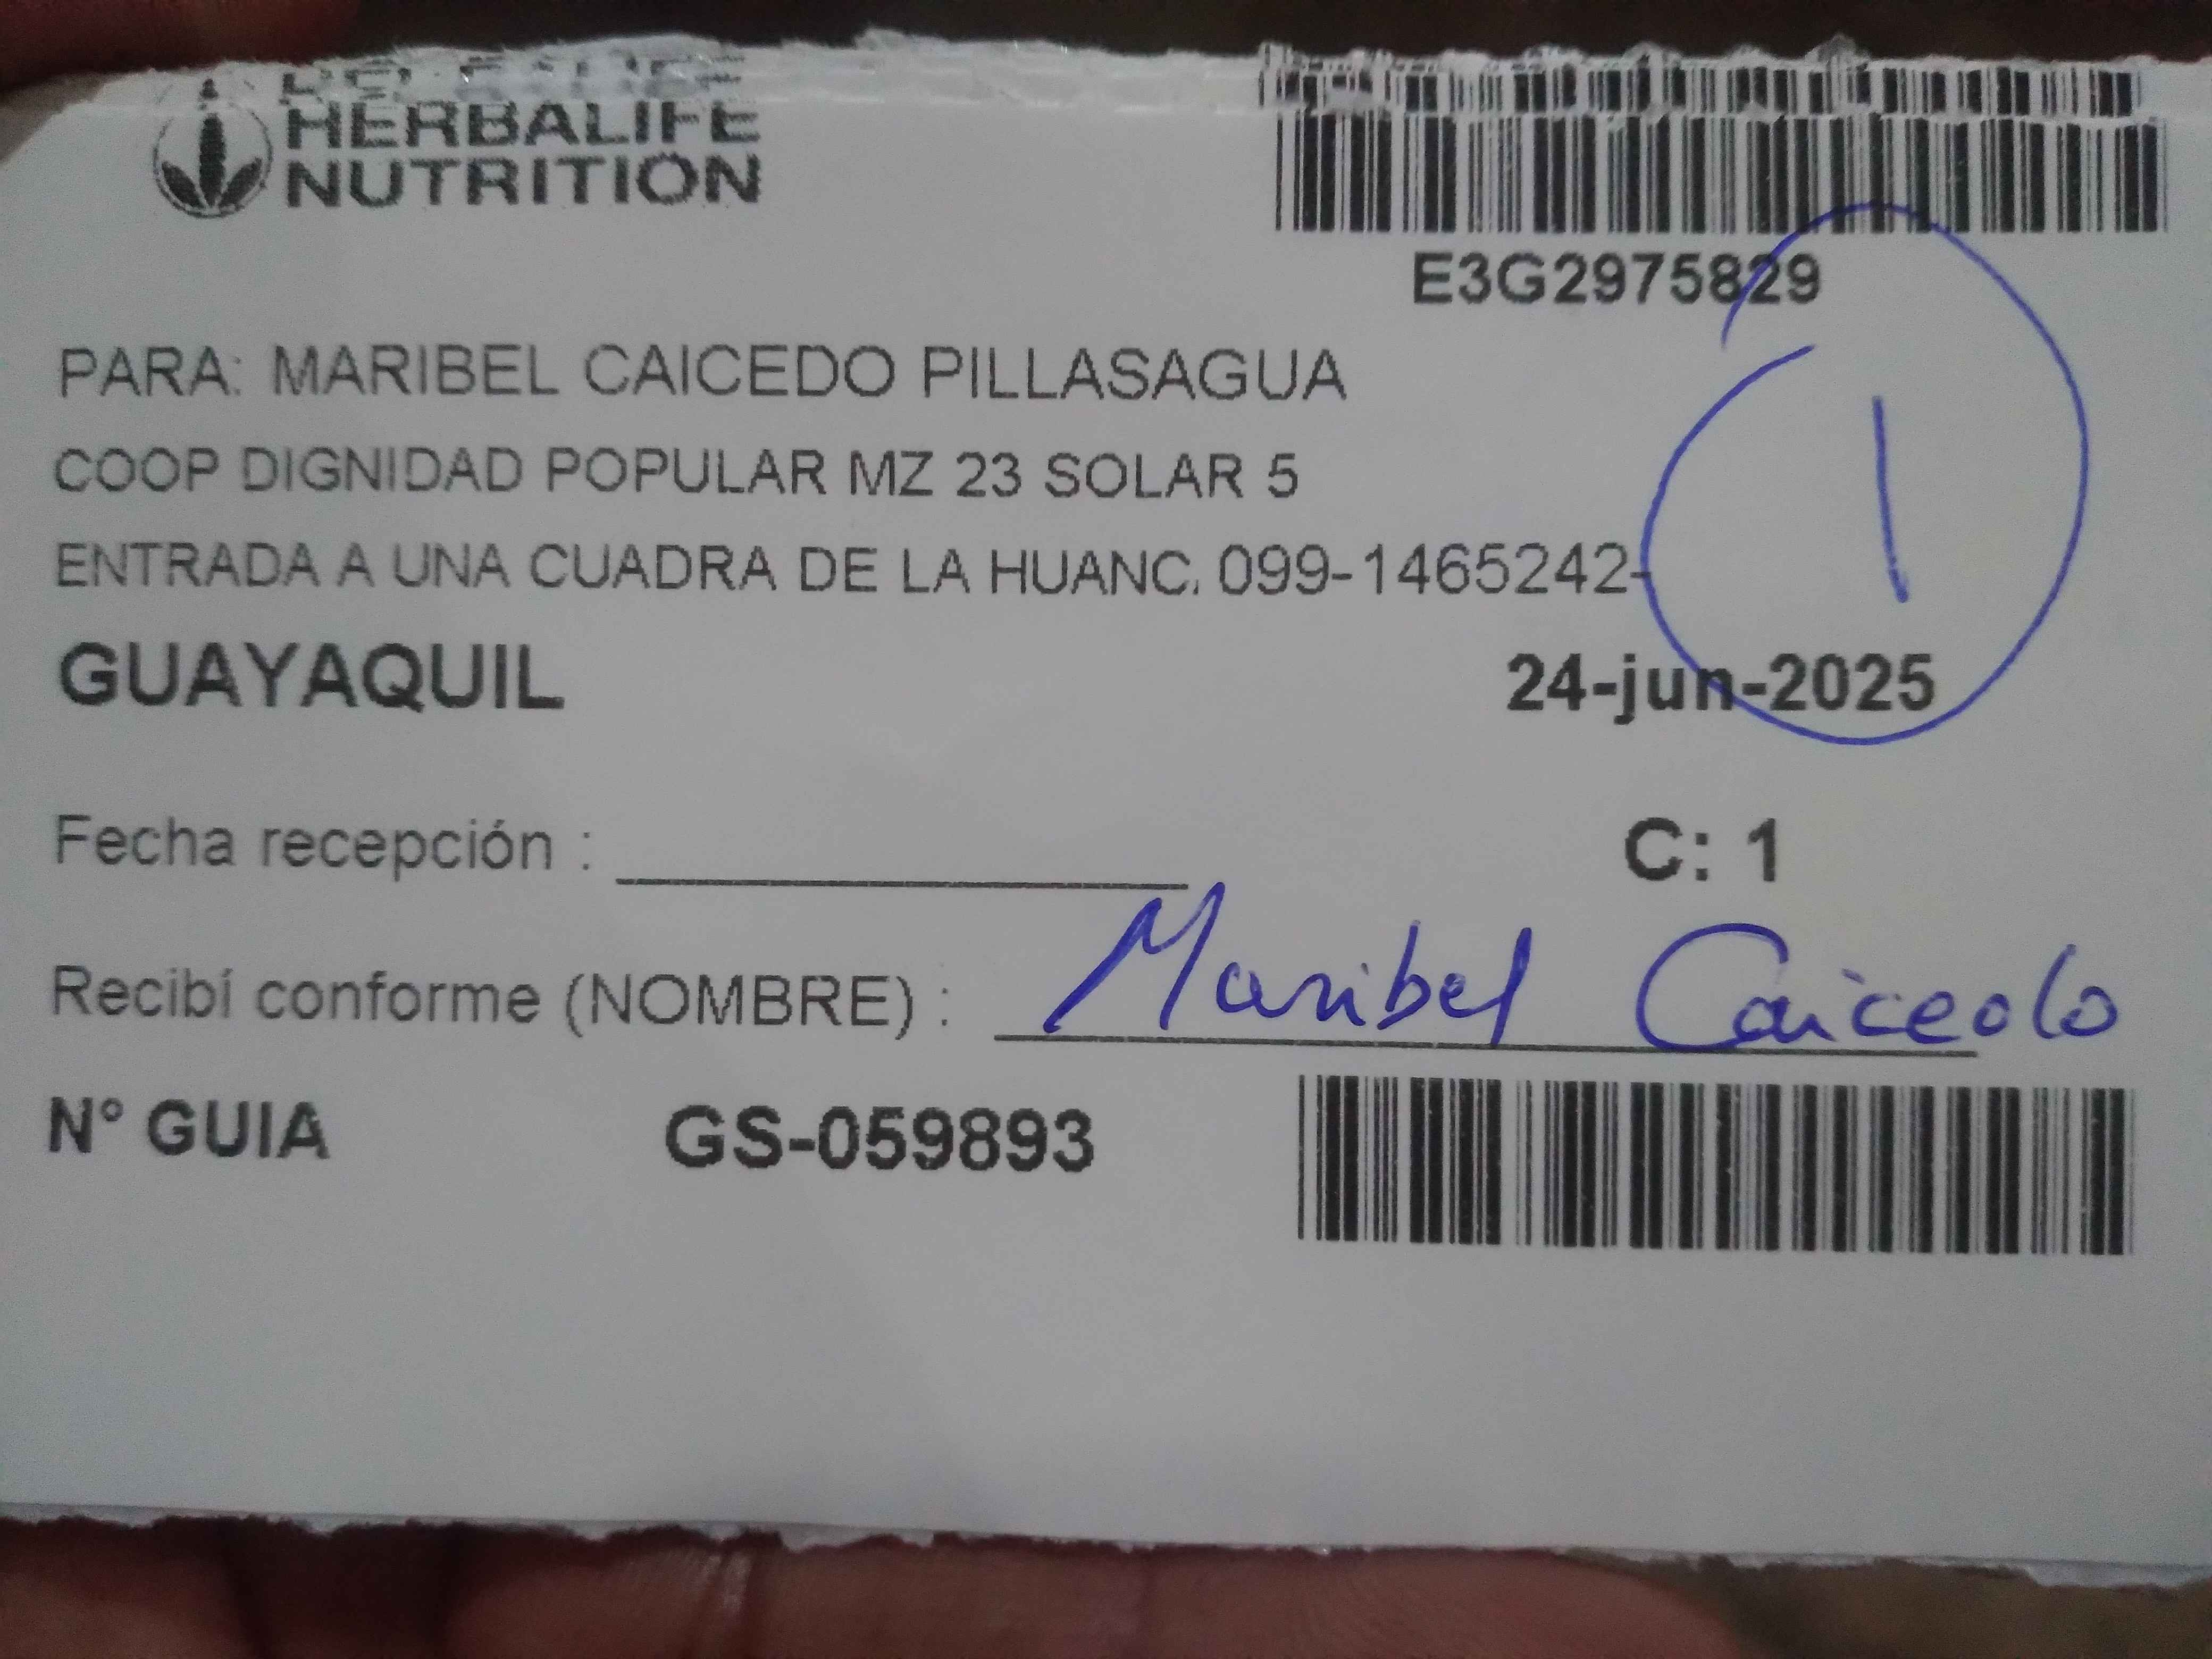 HERBALIFE
NUTRITION
E3G2975829
PARA: MARIBEL CAICEDO PILLASAGUA
COOP DIGNIDAD POPULAR MZ 23 SOLAR 5
ENTRADA A UNA CUADRA DE LA HUANC. 099-1465242-
1
GUAYAQUIL
24-jun-2025
Fecha recepción :
C: 1
Recibí conforme (NOMBRE) : Maribel Caicedo
N° GUIA GS-059893